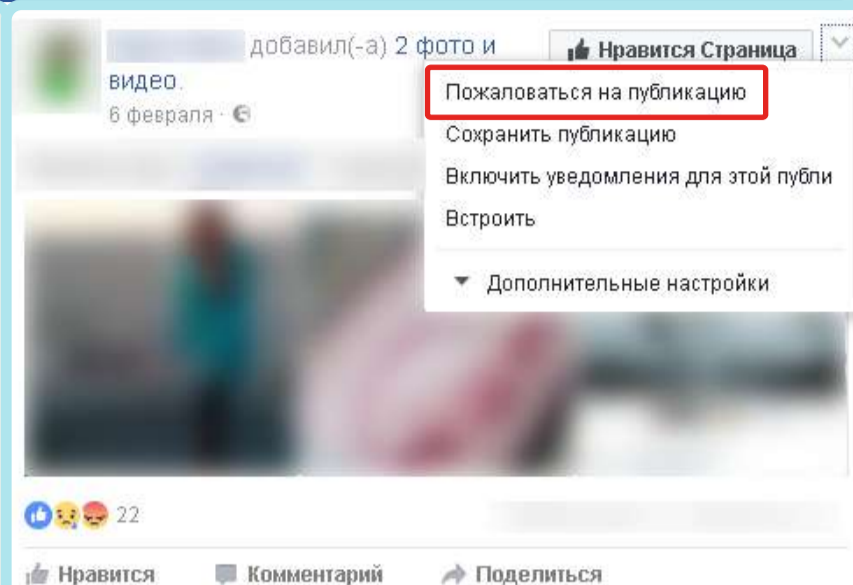 добавил(-а) 2 фото и
видео.
6 февраля ·
Нравится Страница
Пожаловаться на публикацию
Сохранить публикацию
Включить уведомления для этой публи
Встроить
Дополнительные настройки
22
Нравится Комментарий Поделиться